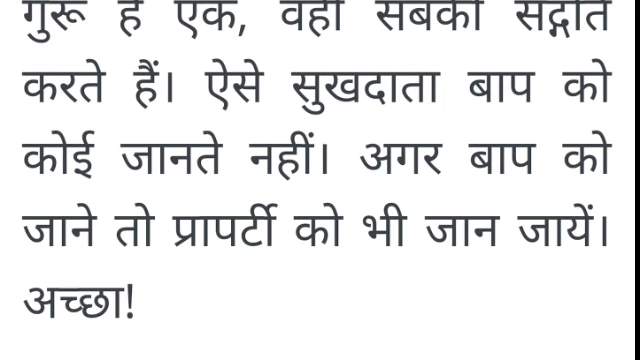 गुरू है एक, वही सबकी सद्गति
करते हैं। ऐसे सुखदाता बाप को
कोई जानते नहीं। अगर बाप को
जाने तो प्रापर्टी को भी जान जायें।
अच्छा!